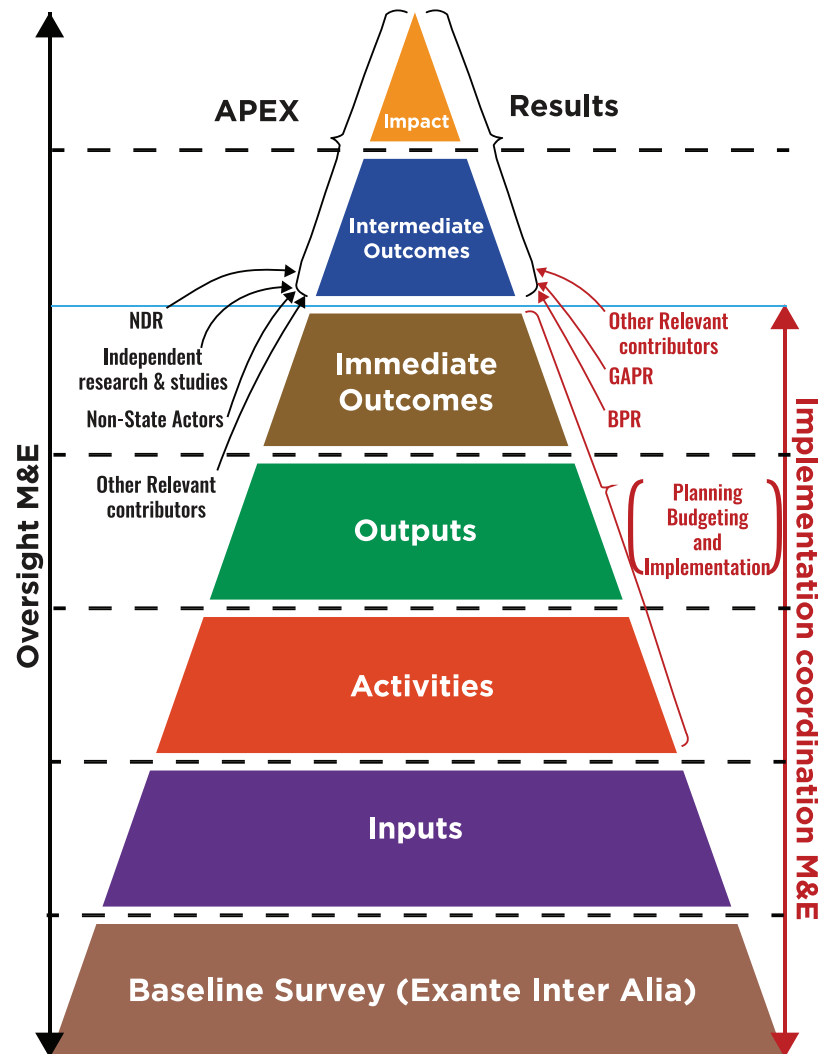 APEX
Results
Impact
Intermediate
Outcomes
NDR
Independent
research & studies
Non-State Actors
Other Relevant
contributors
Other Relevant
contributors
GAPR
BPR
Immediate
Outcomes
Planning
Budgeting
and
Implementation
Outputs
Activities
Inputs
Baseline Survey (Exante Inter Alia)
Oversight M&E
Implementation coordination M&E